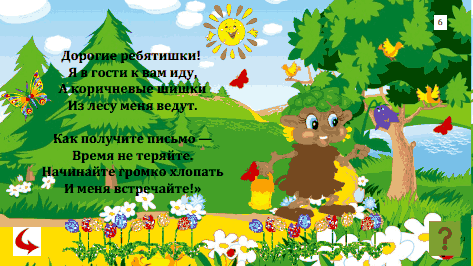 6
Дорогие ребятишки!
Я в гости к вам иду,
А коричневые шишки
Из лесу меня ведут.
Как получите письмо —
Время не теряйте.
Начинайте громко хлопать
И меня встречайте!»
?